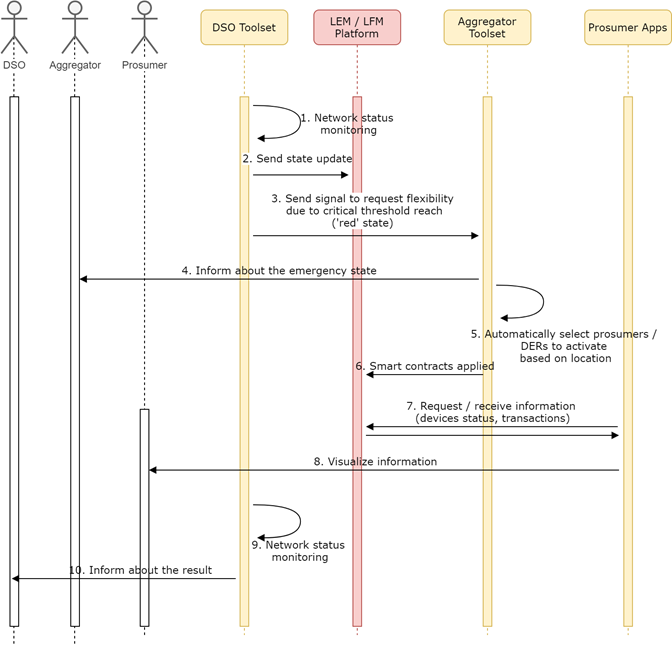 DSO
Aggregator
Prosumer
DSO Toolset
LEM / LFM
Platform
Aggregator
Toolset
Prosumer Apps
1. Network status
monitoring
2. Send state update
3. Send signal to request flexibility
due to critical threshold reach
('red' state)
4. Inform about the emergency state
5. Automatically select prosumers /
DERs to activate
based on location
6. Smart contracts applied
7. Request / receive information
(devices status, transactions)
8. Visualize information
9. Network status
monitoring
10. Inform about the result